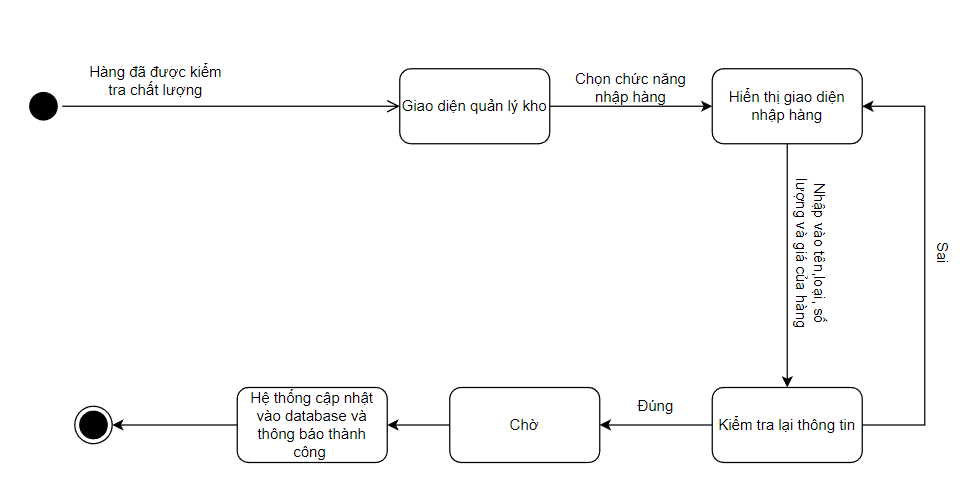 Hàng đã được kiểm
tra chất lượng
Giao diện quản lý kho
Chọn chức năng
nhập hàng
Hiển thị giao diện
nhập hàng
Nhập vào tên,loại, số
lượng và giá của hàng
Sai
Kiểm tra lại thông tin
Đúng
Chờ
Hệ thống cập nhật
vào database và
thông báo thành
công